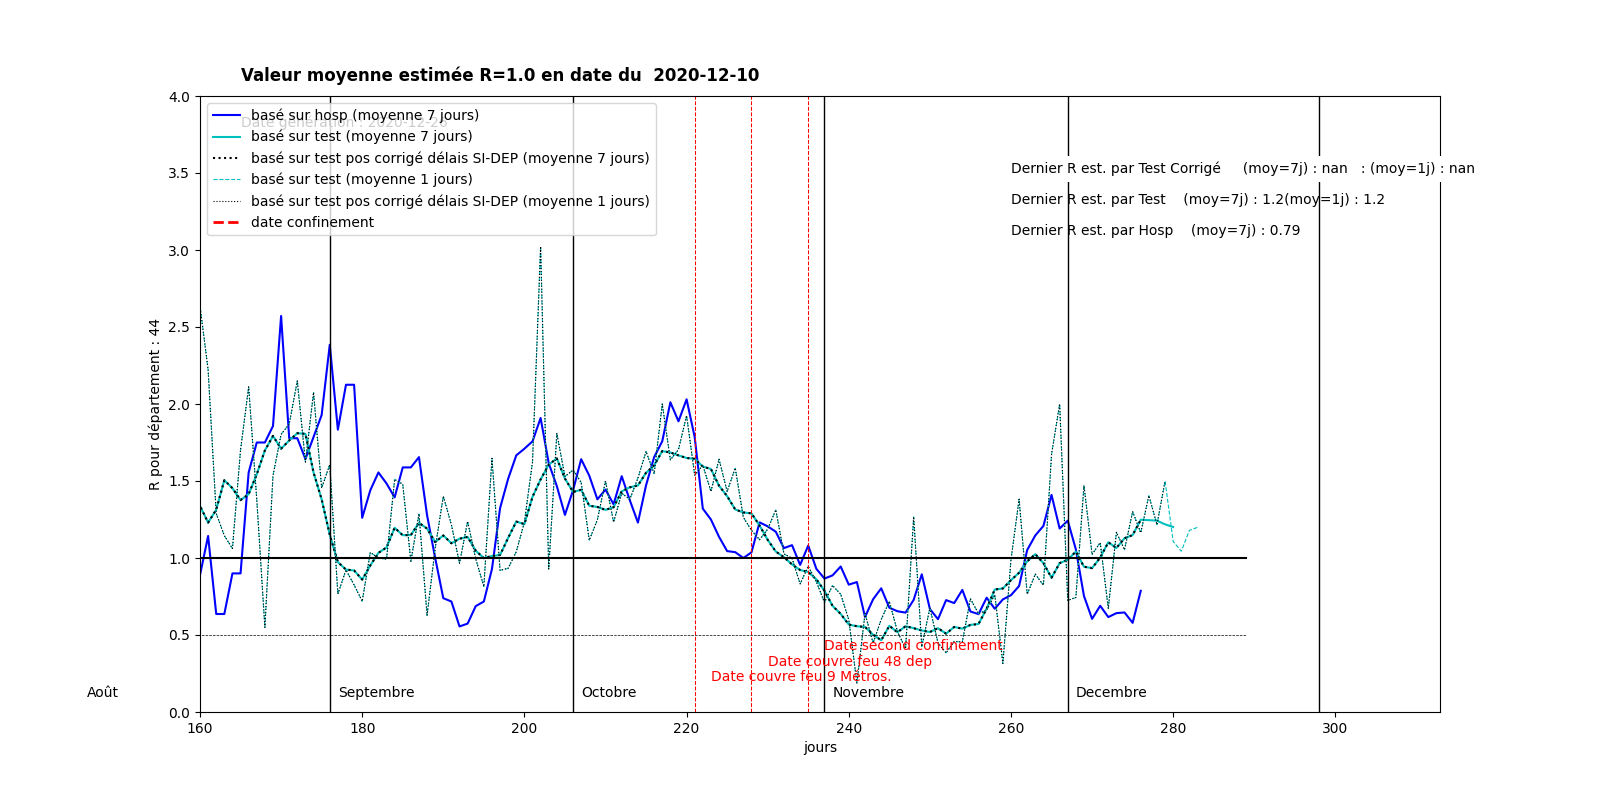 Valeur moyenne estimée R=1.0 en date du  2020-12-10
4.0
3.5
3.0
2.5
2.0
1.5
1.0
0.5
0.0
R pour département : 44
basé sur hosp (moyenne 7 jours)
basé sur test (moyenne 7 jours)
basé sur test pos corrigé délais SI-DEP (moyenne 7 jours)
basé sur test (moyenne 1 jours)
basé sur test pos corrigé délais SI-DEP (moyenne 1 jours)
date confinement
Dernier R est. par Test Corrigé     (moy=7j) : nan   : (moy=1j) : nan
Dernier R est. par Test    (moy=7j) : 1.2(moy=1j) : 1.2
Dernier R est. par Hosp    (moy=7j) : 0.79
Date second confinement
Date couvre feu 48 dep
Date couvre feu 9 Métros.
Août
Septembre
Octobre
Novembre
Decembre
160
180
200
220
240
260
280
300
jours